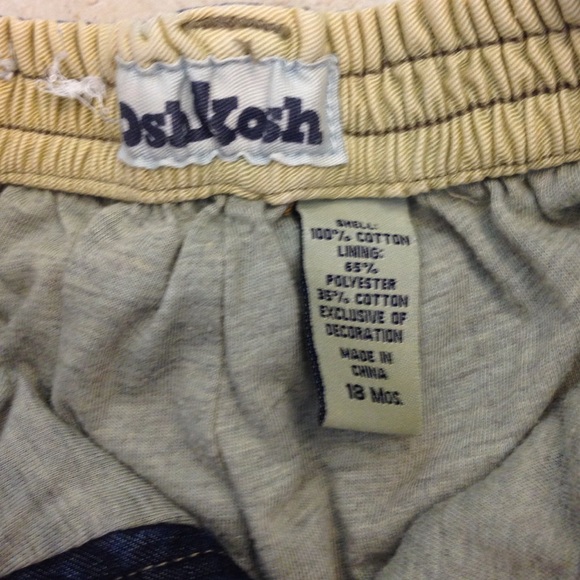 Oshkosh
SHELL:
100% COTTON
LINING:
65%
POLYESTER
35% COTTON
EXCLUSIVE OF
DECORATION
MADE IN
CHINA
18 Mos.